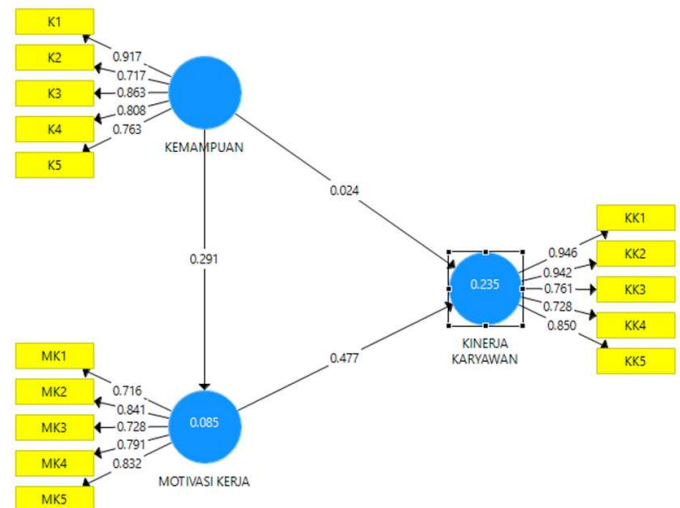 K1
K2
K3
K4
K5
0.917
0.717
0.863
0.808
0.763
KEMAMPUAN
0.024
0.291
0.477
KK1
KK2
KK3
KK4
KK5
0.946
0.942
0.761
0.728
0.850
0.235
KINERJA
KARYAWAN
MK1
MK2
MK3
MK4
MK5
0.716
0.841
0.728
0.791
0.832
0.085
MOTIVASI KERJA